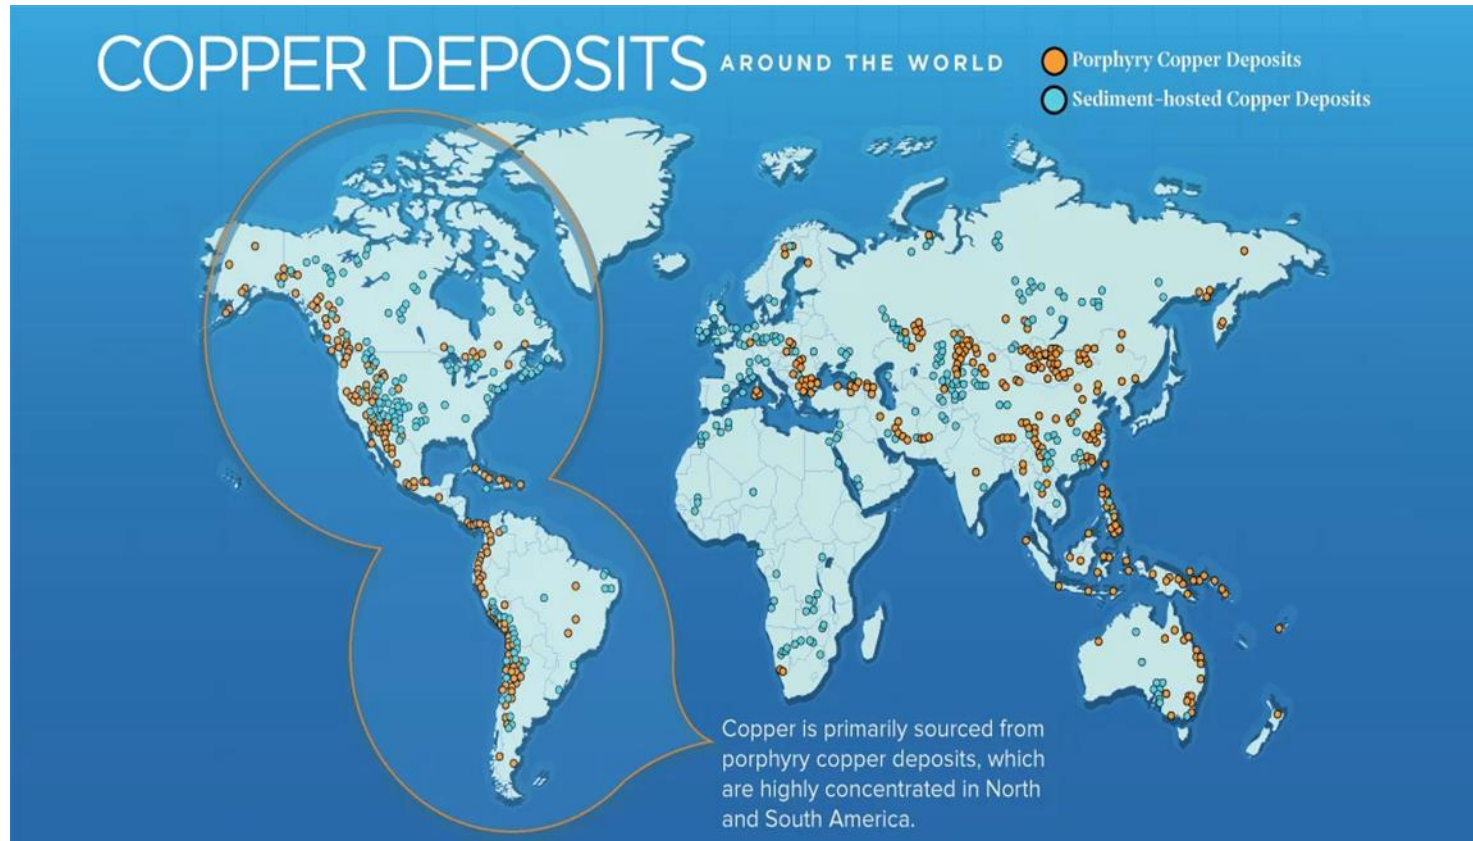 COPPER DEPOSITS AROUND THE WORLD
Porphyry Copper Deposits
Sediment-hosted Copper Deposits
Copper is primarily sourced from
porphyry copper deposits, which
are highly concentrated in North
and South America.